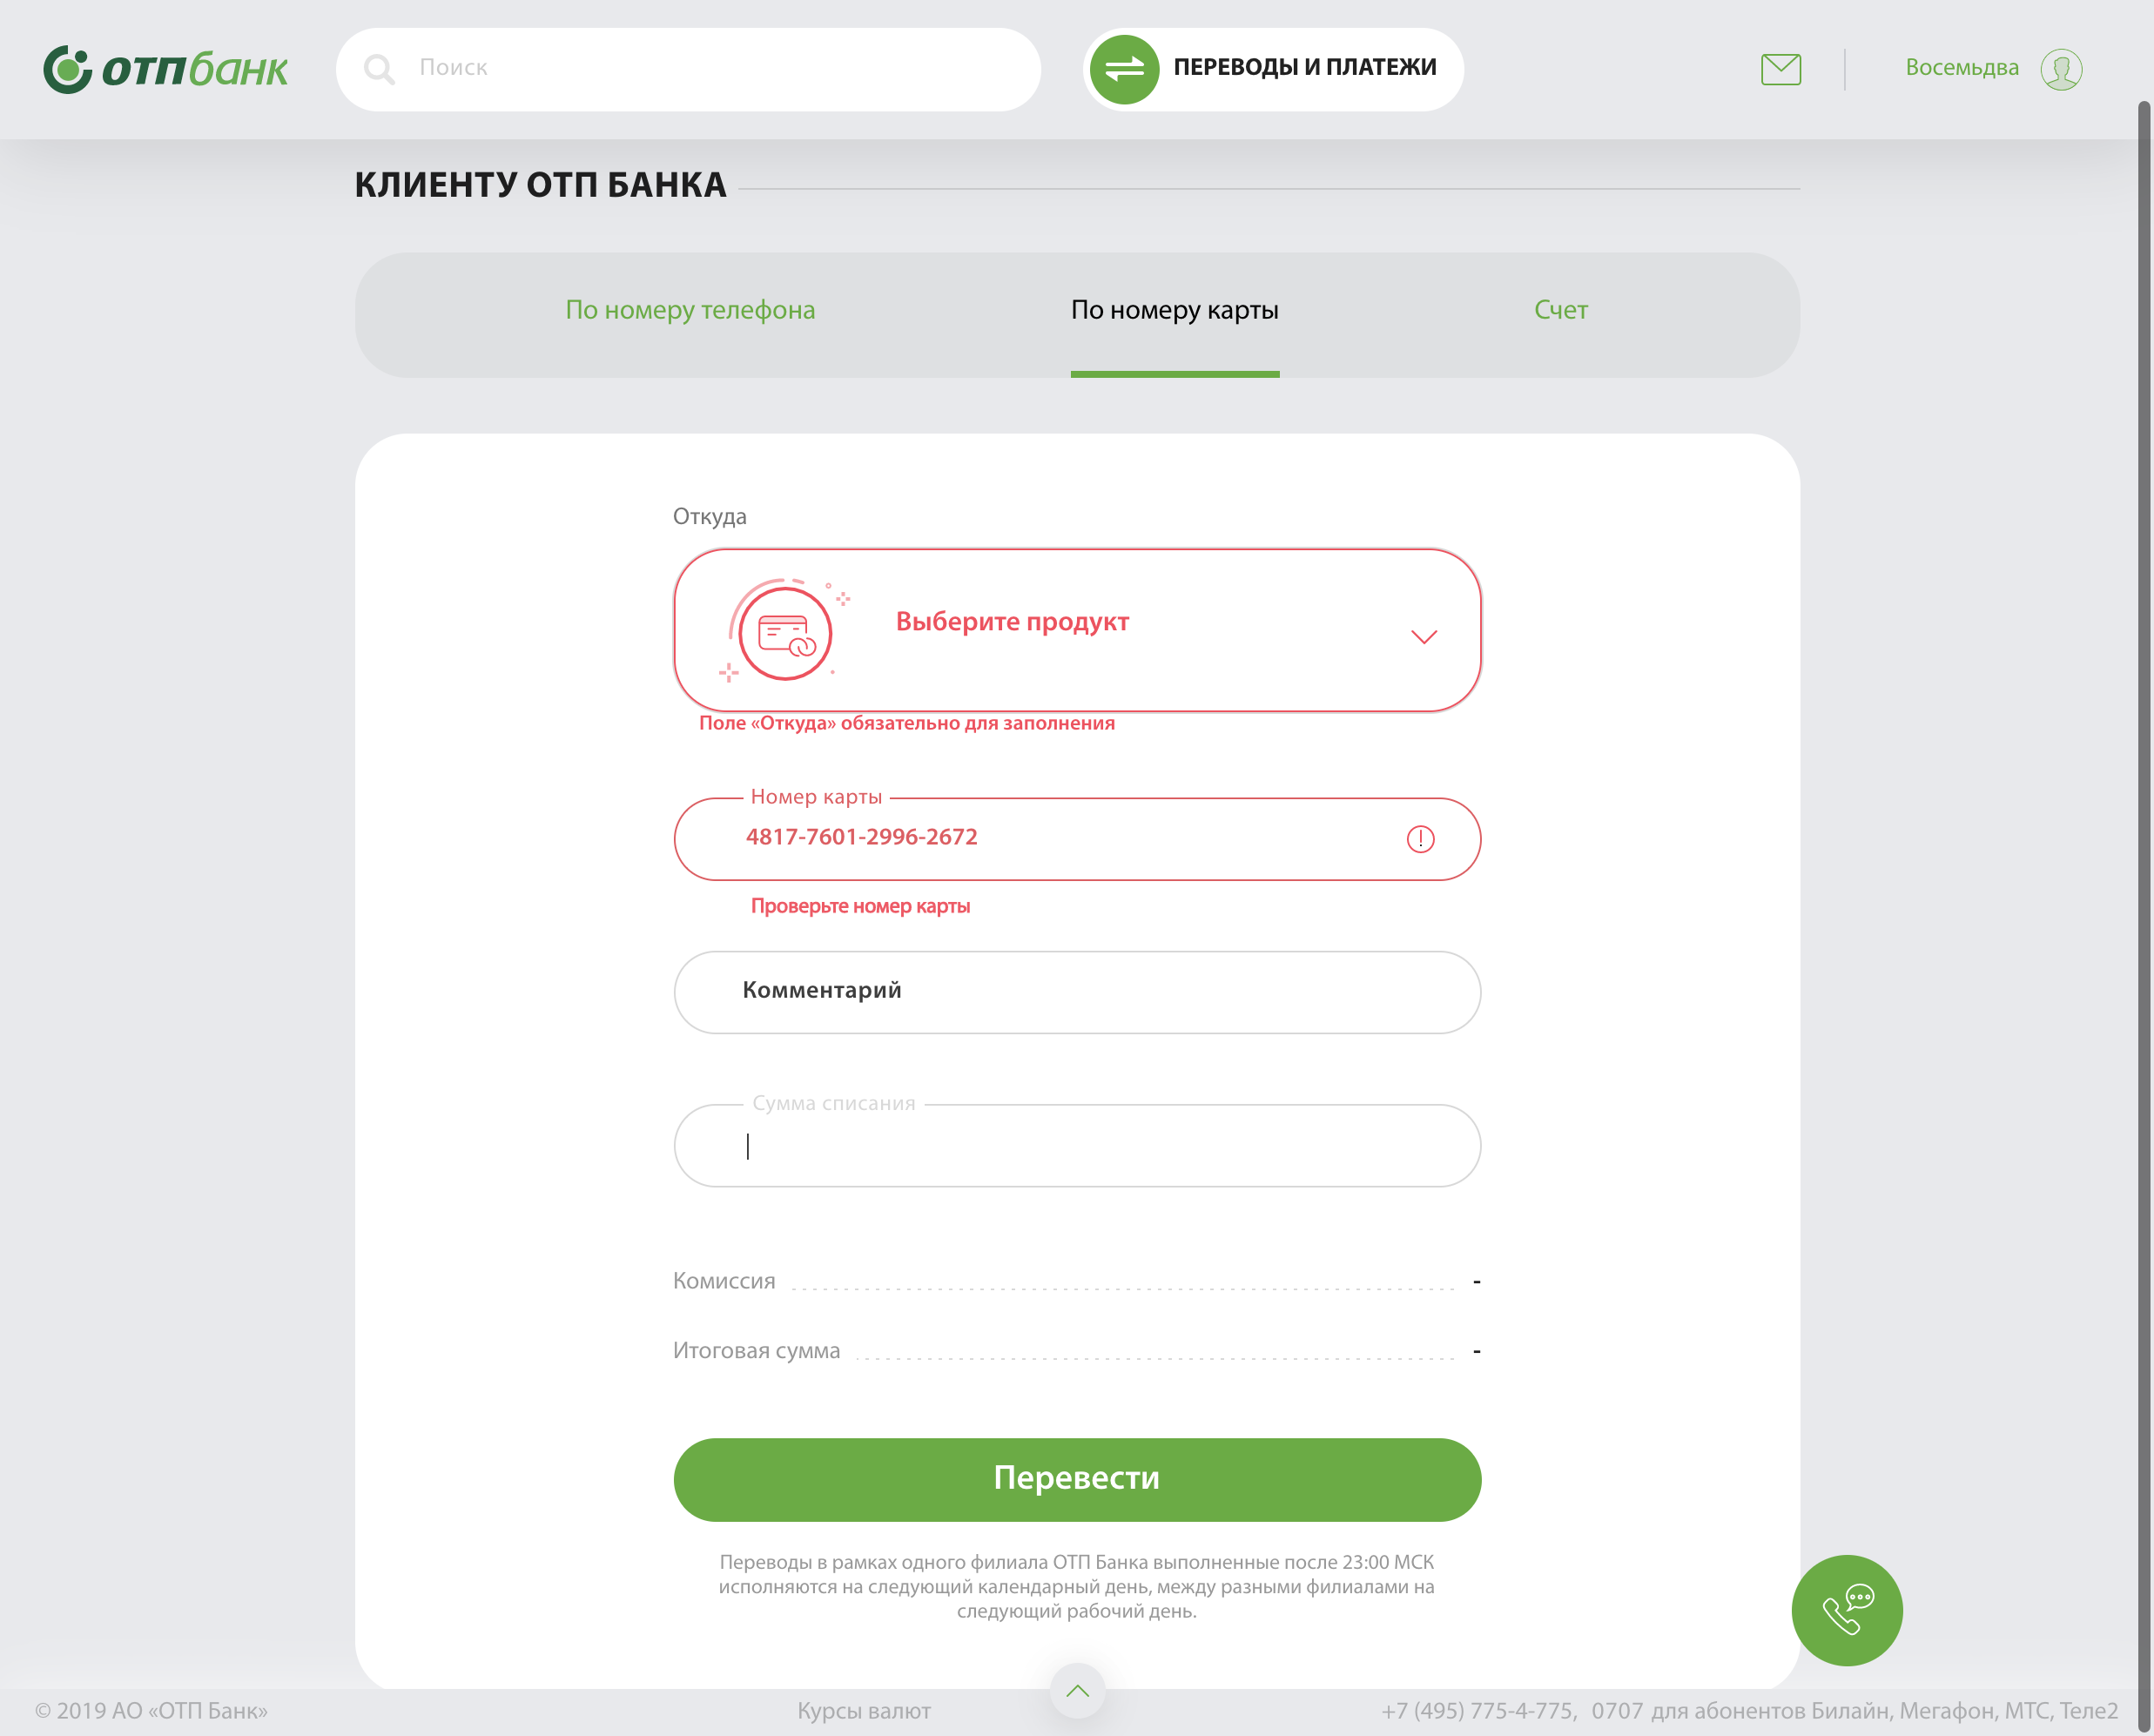 ОТПбанк
Поиск
ПЕРЕВОДЫ И ПЛАТЕЖИ
Восемьдва
КЛИЕНТУ ОТП БАНКА
По номеру телефона
По номеру карты
Счет
Откуда
Выберите продукт
Поле «Откуда» обязательно для заполнения
Номер карты
4817-7601-2996-2672
Проверьте номер карты
Комментарий
Сумма списания
Комиссия -
Итоговая сумма -
Перевести
Переводы в рамках одного филиала ОТП Банка выполненные после 23:00 МСК
исполняются на следующий календарный день, между разными филиалами на
следующий рабочий день.
© 2019 АО «ОТП Банк»
Курсы валют
+7 (495) 775-4-775, 0707 для абонентов Билайн, Мегафон, МТС, Теле2